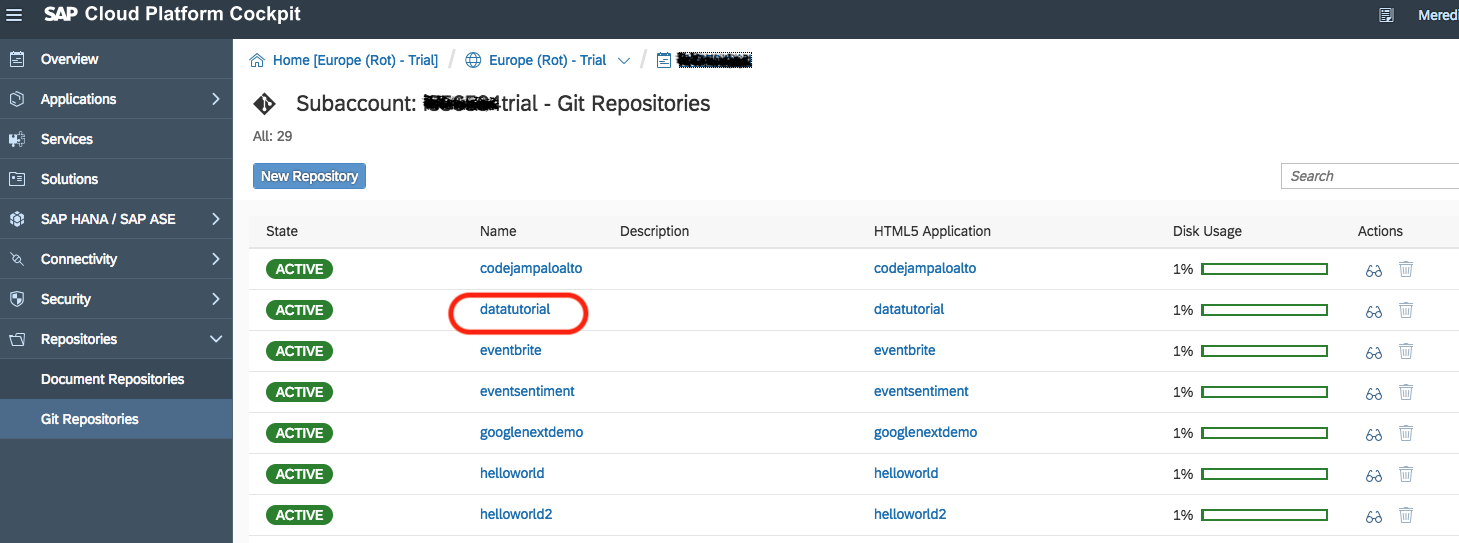 SAP Cloud Platform Cockpit
Meredi
Overview
Applications
Services
Solutions
SAP HANA / SAP ASE
Connectivity
Security
Repositories
Document Repositories
Git Repositories
Home [Europe (Rot) - Trial] / Europe (Rot) - Trial /
Subaccount: trial - Git Repositories
All: 29
New Repository
Search
State Name Description HTML5 Application Disk Usage Actions
ACTIVE codejampaloalto codejampaloalto 1%
ACTIVE datatutorial datatutorial 1%
ACTIVE eventbrite eventbrite 1%
ACTIVE eventsentiment eventsentiment 1%
ACTIVE googlenextdemo googlenextdemo 1%
ACTIVE helloworld helloworld 1%
ACTIVE helloworld2 helloworld2 1%